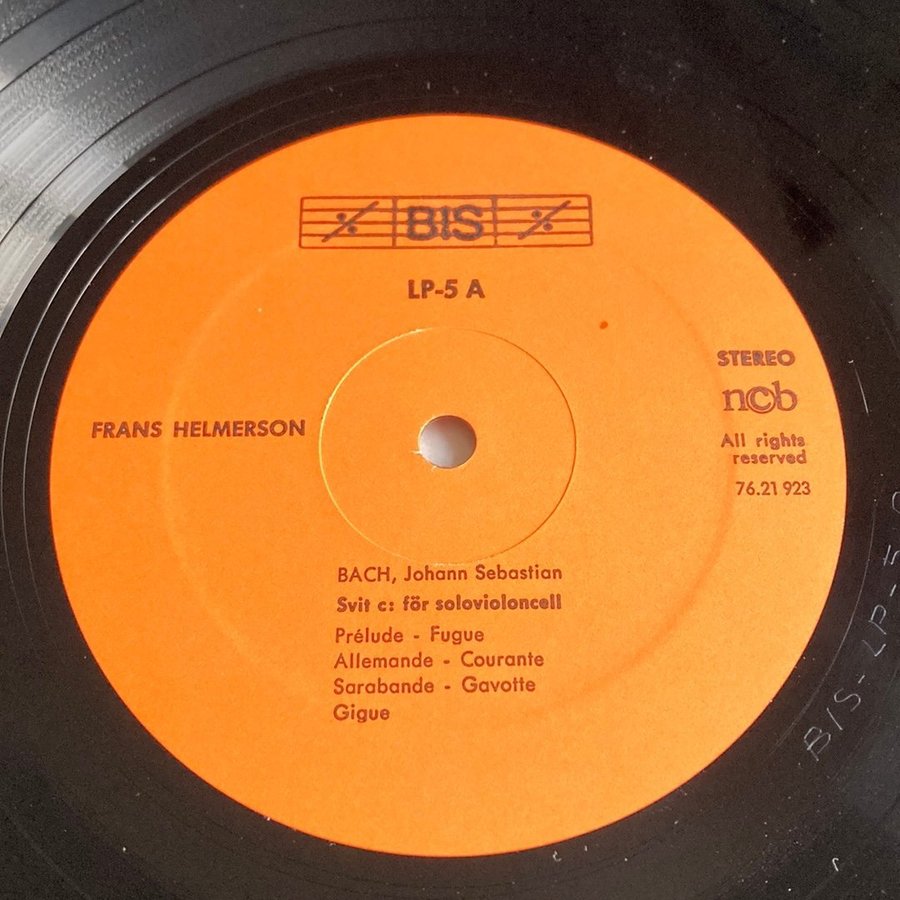 BIS
LP-5 A
STEREO
ncb
FRANS HELMERSON
All rights
reserved
76.21 923
BACH, Johann Sebastian
Svit c: för solovioloncell
Prélude - Fugue
Allemande - Courante
Sarabande - Gavotte
Gigue
BIS-LP-5